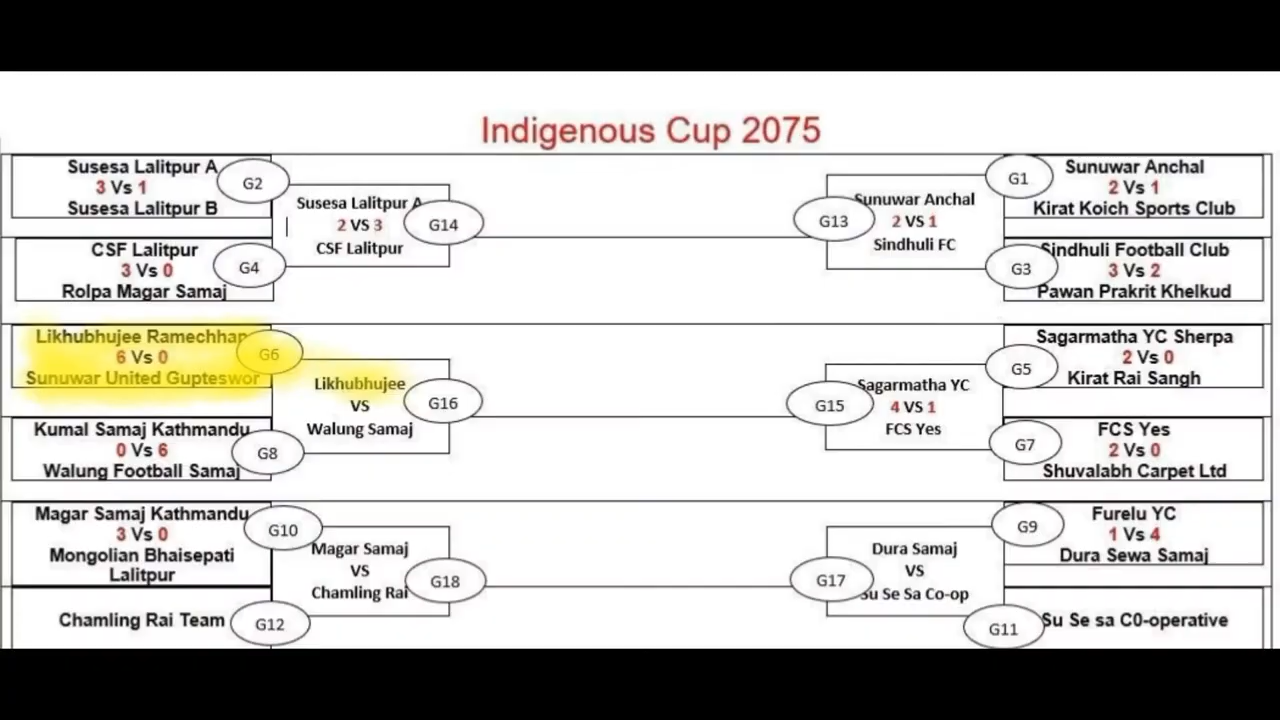 Indigenous Cup 2075
Susesa Lalitpur A
3 Vs 1
Susesa Lalitpur B
G2
CSF Lalitpur
3 Vs 0
Rolpa Magar Samaj
G4
Susesa Lalitpur A
2 VS 3
CSF Lalitpur
G14
Likhubhujee Ramechhap
6 Vs 0
Sunuwar United Gupteswor
G6
Kumal Samaj Kathmandu
0 Vs 6
Walung Football Samaj
G8
Likhubhujee
VS
Walung Samaj
G16
Magar Samaj Kathmandu
3 Vs 0
Mongolian Bhaisepati
Lalitpur
G10
Chamling Rai Team
G12
Magar Samaj
VS
Chamling Rai
G18
G1
Sunuwar Anchal
2 Vs 1
Kirat Koich Sports Club
G3
Sindhuli Football Club
3 Vs 2
Pawan Prakrit Khelkud
G13
Sunuwar Anchal
2 VS 1
Sindhuli FC
G5
Sagarmatha YC Sherpa
2 Vs 0
Kirat Rai Sangh
G7
FCS Yes
2 Vs 0
Shuvalabh Carpet Ltd
G15
Sagarmatha YC
4 VS 1
FCS Yes
G9
Furelu YC
1 Vs 4
Dura Sewa Samaj
G11
Su Se sa C0-operative
G17
Dura Samaj
VS
Su Se Sa Co-op